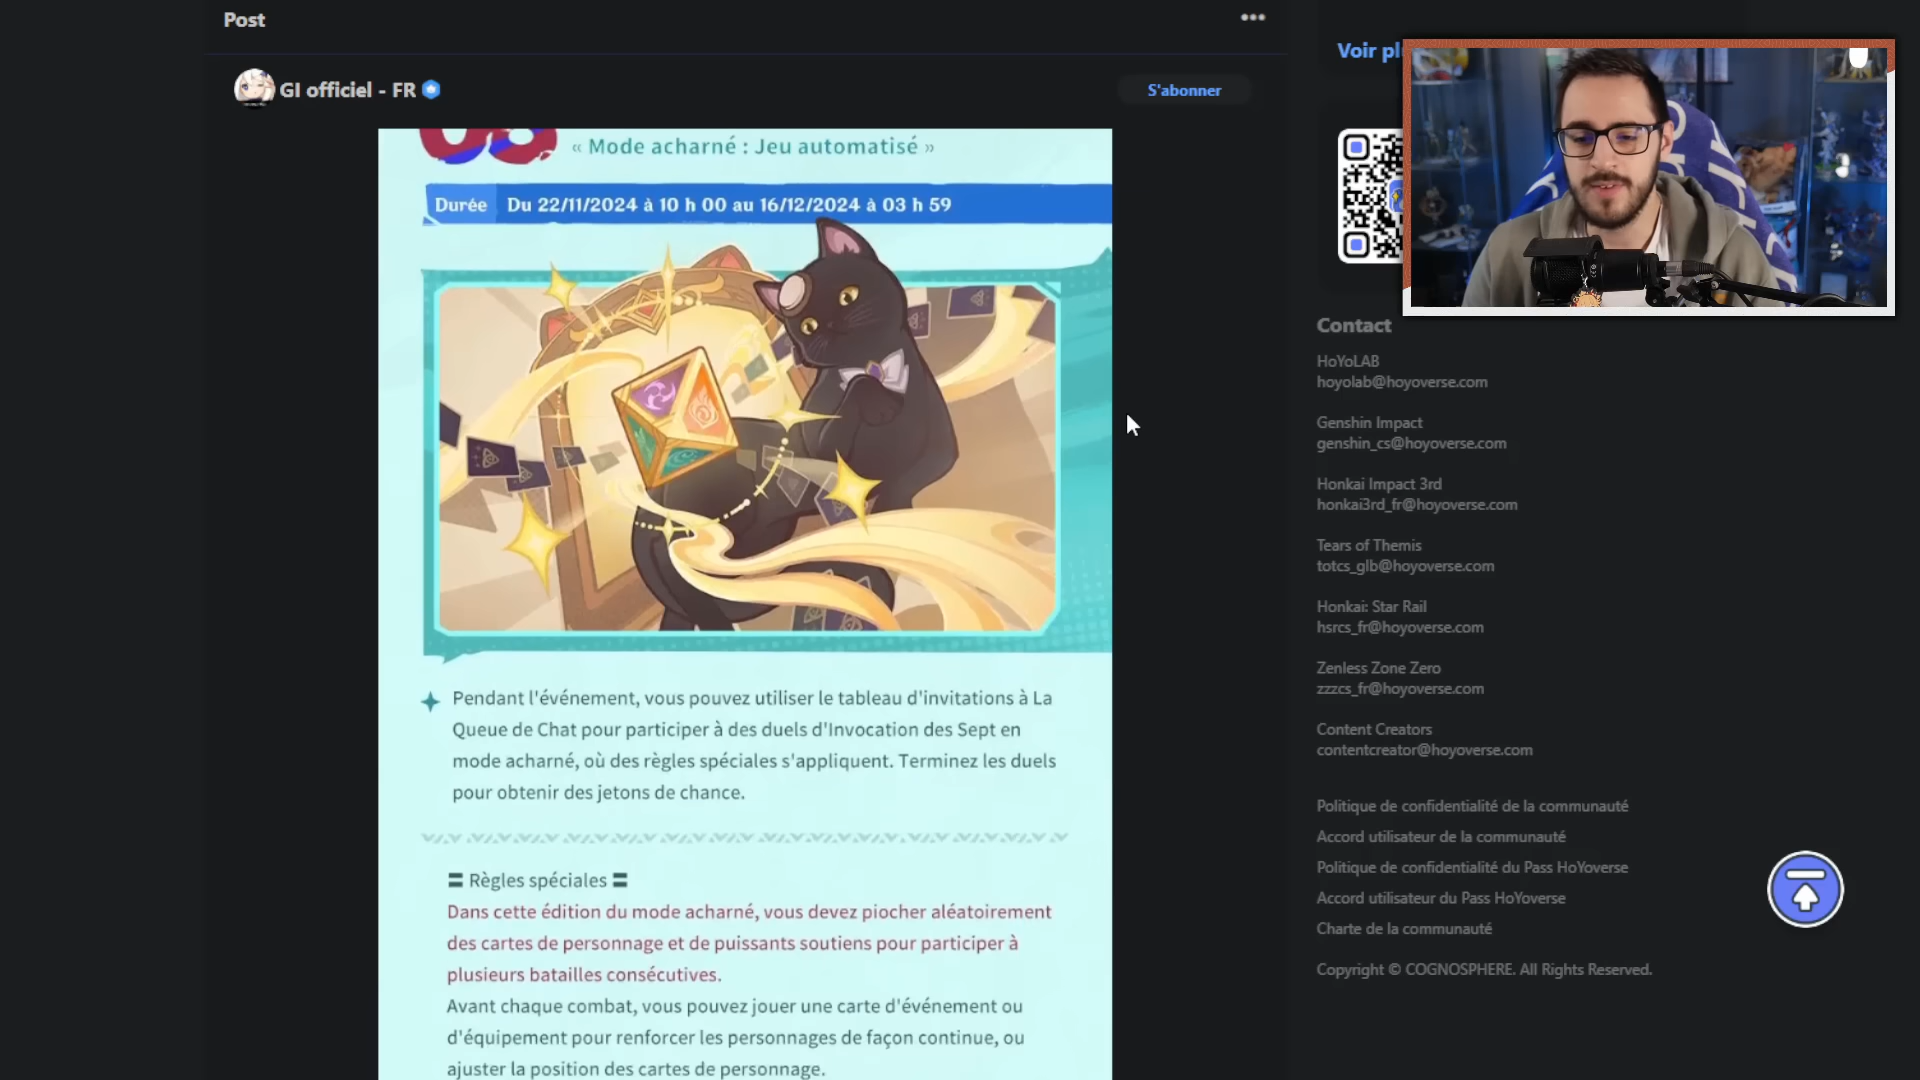 Post
GI officiel - FR
S'abonner
« Mode acharné : Jeu automatisé »
Durée Du 22/11/2024 à 10 h 00 au 16/12/2024 à 03 h 59
Pendant l'événement, vous pouvez utiliser le tableau d'invitations à La
Queue de Chat pour participer à des duels d'Invocation des Sept en
mode acharné, où des règles spéciales s'appliquent. Terminez les duels
pour obtenir des jetons de chance.
Règles spéciales
Dans cette édition du mode acharné, vous devez piocher aléatoirement
des cartes de personnage et de puissants soutiens pour participer à
plusieurs batailles consécutives.
Avant chaque combat, vous pouvez jouer une carte d'événement ou
d'équipement pour renforcer les personnages de façon continue, ou
ajuster la position des cartes de personnage.
Voir
Contact
HoYoLAB
hoyolab@hoyoverse.com
Genshin Impact
genshin_cs@hoyoverse.com
Honkai Impact 3rd
honkai3rd_fr@hoyoverse.com
Tears of Themis
totcs_glb@hoyoverse.com
Honkai: Star Rail
hsrcs_fr@hoyoverse.com
Zenless Zone Zero
zzzcs_fr@hoyoverse.com
Content Creators
contentcreator@hoyoverse.com
Politique de confidentialité de la communauté
Accord utilisateur de la communauté
Politique de confidentialité du Pass HoYoverse
Accord utilisateur du Pass HoYoverse
Charte de la communauté
Copyright © COGNOSPHERE. All Rights Reserved.